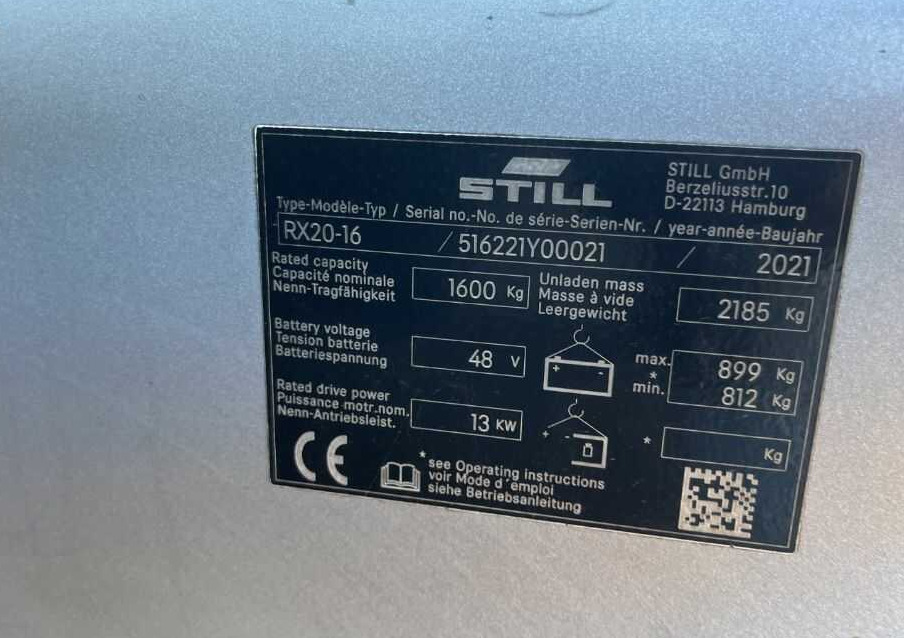 STILL
STILL GmbH
Berzeliusstr.10
D-22113 Hamburg
Type-Modèle-Typ / Serial no.-No. de série-Serien-Nr. / year-année-Baujahr
RX20-16 / 516221Y00021 / 2021
Rated capacity
Capacité nominale
Nenn-Tragfähigkeit
1600 Kg
Unladen mass
Masse à vide
Leergewicht
2185 Kg
Battery voltage
Tension batterie
Batteriespannung
48 V
+ -
max. 899 Kg
*
min. 812 Kg
Rated drive power
Puissance motr.nom.
Nenn-Antriebsleist.
13 KW
+ -
* Kg
CE
* see Operating instructions
voir Mode d'emploi
siehe Betriebsanleitung